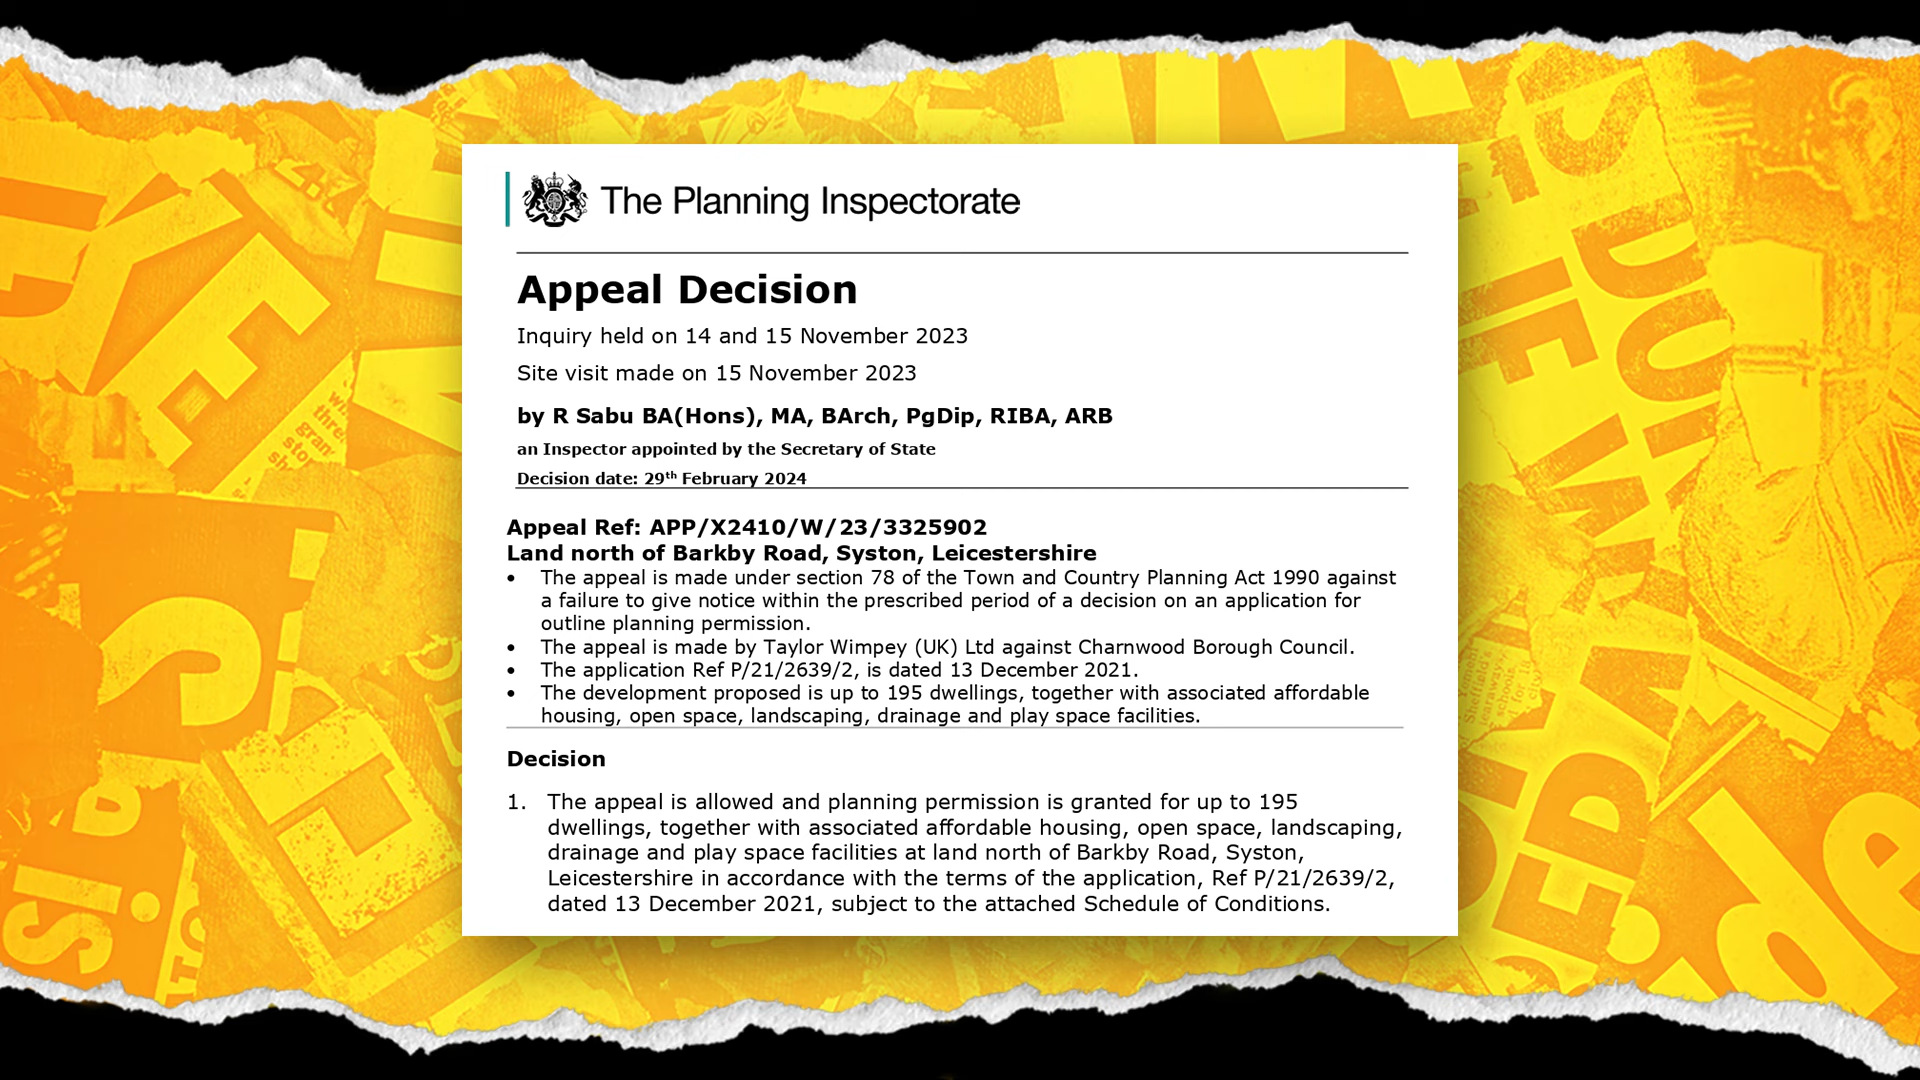 The Planning Inspectorate
Appeal Decision
Inquiry held on 14 and 15 November 2023
Site visit made on 15 November 2023
by R Sabu BA(Hons), MA, BArch, PgDip, RIBA, ARB
an Inspector appointed by the Secretary of State
Decision date: 29th February 2024
Appeal Ref: APP/X2410/W/23/3325902
Land north of Barkby Road, Syston, Leicestershire
• The appeal is made under section 78 of the Town and Country Planning Act 1990 against
a failure to give notice within the prescribed period of a decision on an application for
outline planning permission.
• The appeal is made by Taylor Wimpey (UK) Ltd against Charnwood Borough Council.
• The application Ref P/21/2639/2, is dated 13 December 2021.
• The development proposed is up to 195 dwellings, together with associated affordable
housing, open space, landscaping, drainage and play space facilities.
Decision
1. The appeal is allowed and planning permission is granted for up to 195
dwellings, together with associated affordable housing, open space, landscaping,
drainage and play space facilities at land north of Barkby Road, Syston,
Leicestershire in accordance with the terms of the application, Ref P/21/2639/2,
dated 13 December 2021, subject to the attached Schedule of Conditions.